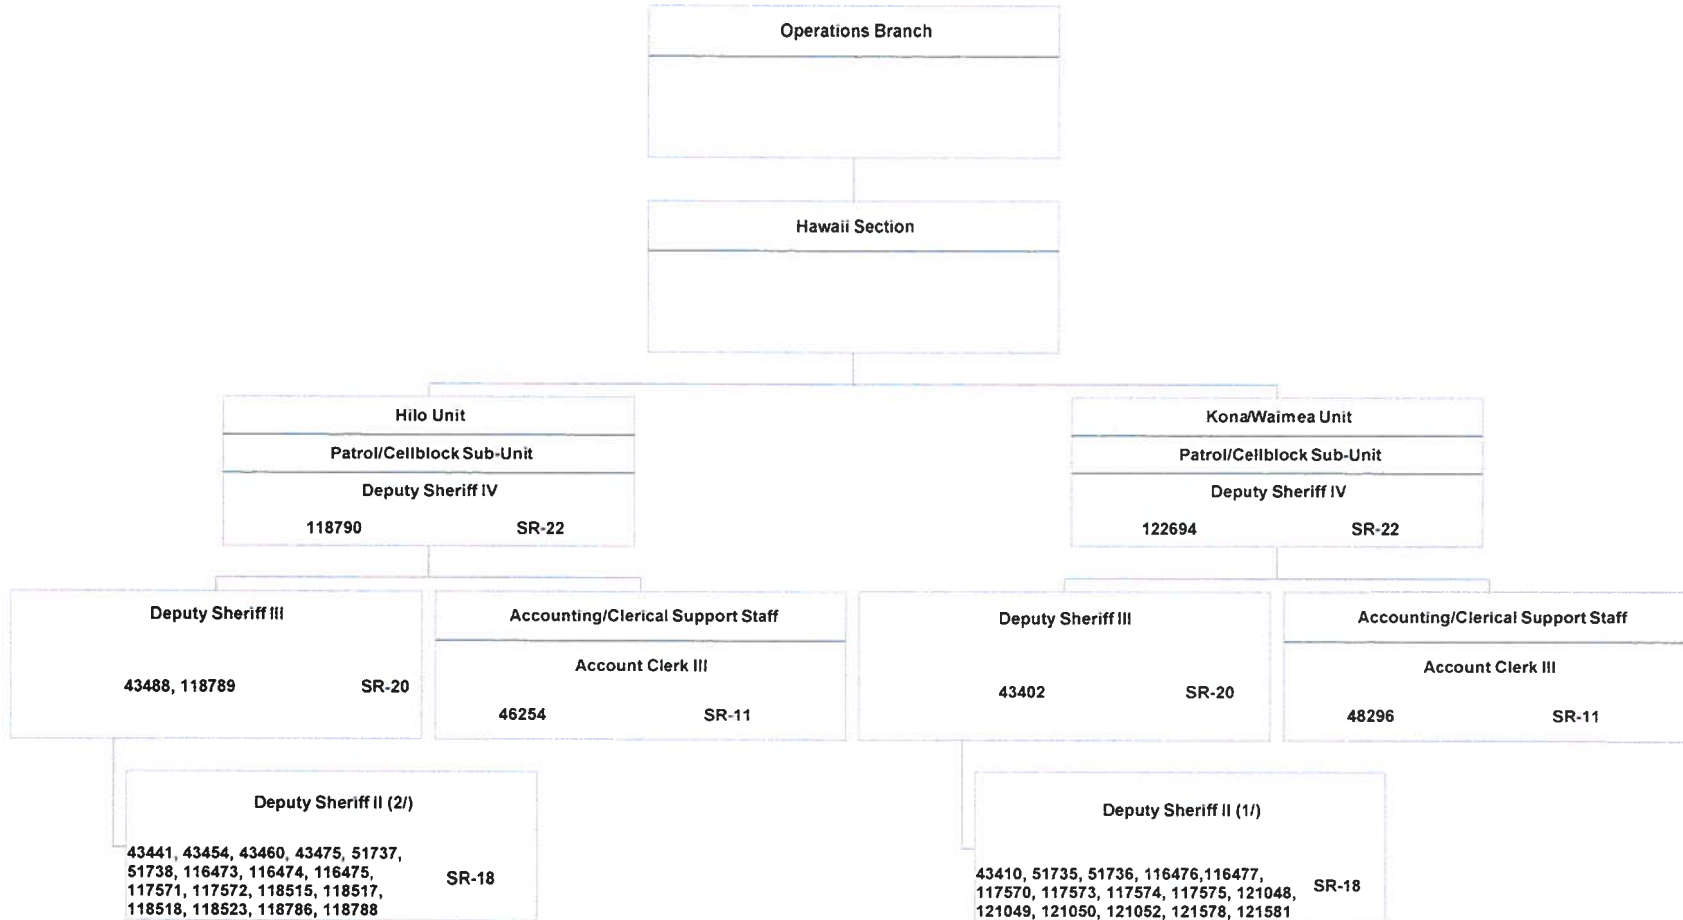 Operations Branch
Hawaii Section
Hilo Unit
Patrol/Cellblock Sub-Unit
Deputy Sheriff IV
118790 SR-22
Kona/Waimea Unit
Patrol/Cellblock Sub-Unit
Deputy Sheriff IV
122694 SR-22
Deputy Sheriff III
43488, 118789 SR-20
Accounting/Clerical Support Staff
Account Clerk III
46254 SR-11
Deputy Sheriff III
43402 SR-20
Accounting/Clerical Support Staff
Account Clerk III
48296 SR-11
Deputy Sheriff II (2/)
43441, 43454, 43460, 43475, 51737,
51738, 116473, 116474, 116475,
117571, 117572, 118515, 118517,
118518, 118523, 118786, 118788
SR-18
Deputy Sheriff II (1/)
43410, 51735, 51736, 116476,116477,
117570, 117573, 117574, 117575, 121048,
121049, 121050, 121052, 121578, 121581
SR-18